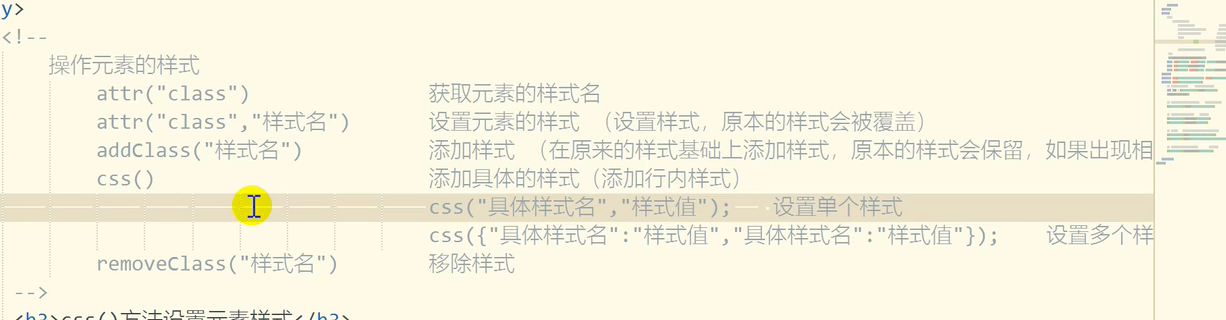 y>
<!--
操作元素的样式
attr("class") 获取元素的样式名
attr("class","样式名") 设置元素的样式 （设置样式，原本的样式会被覆盖）
addClass("样式名") 添加样式 （在原来的样式基础上添加样式，原本的样式会保留，如果出现相
css() 添加具体的样式（添加行内样式）
css("具体样式名","样式值"); 设置单个样式
css({"具体样式名":"样式值","具体样式名":"样式值"}); 设置多个样
removeClass("样式名") 移除样式
-->
<h3>css()方法设置元素样式</h3>